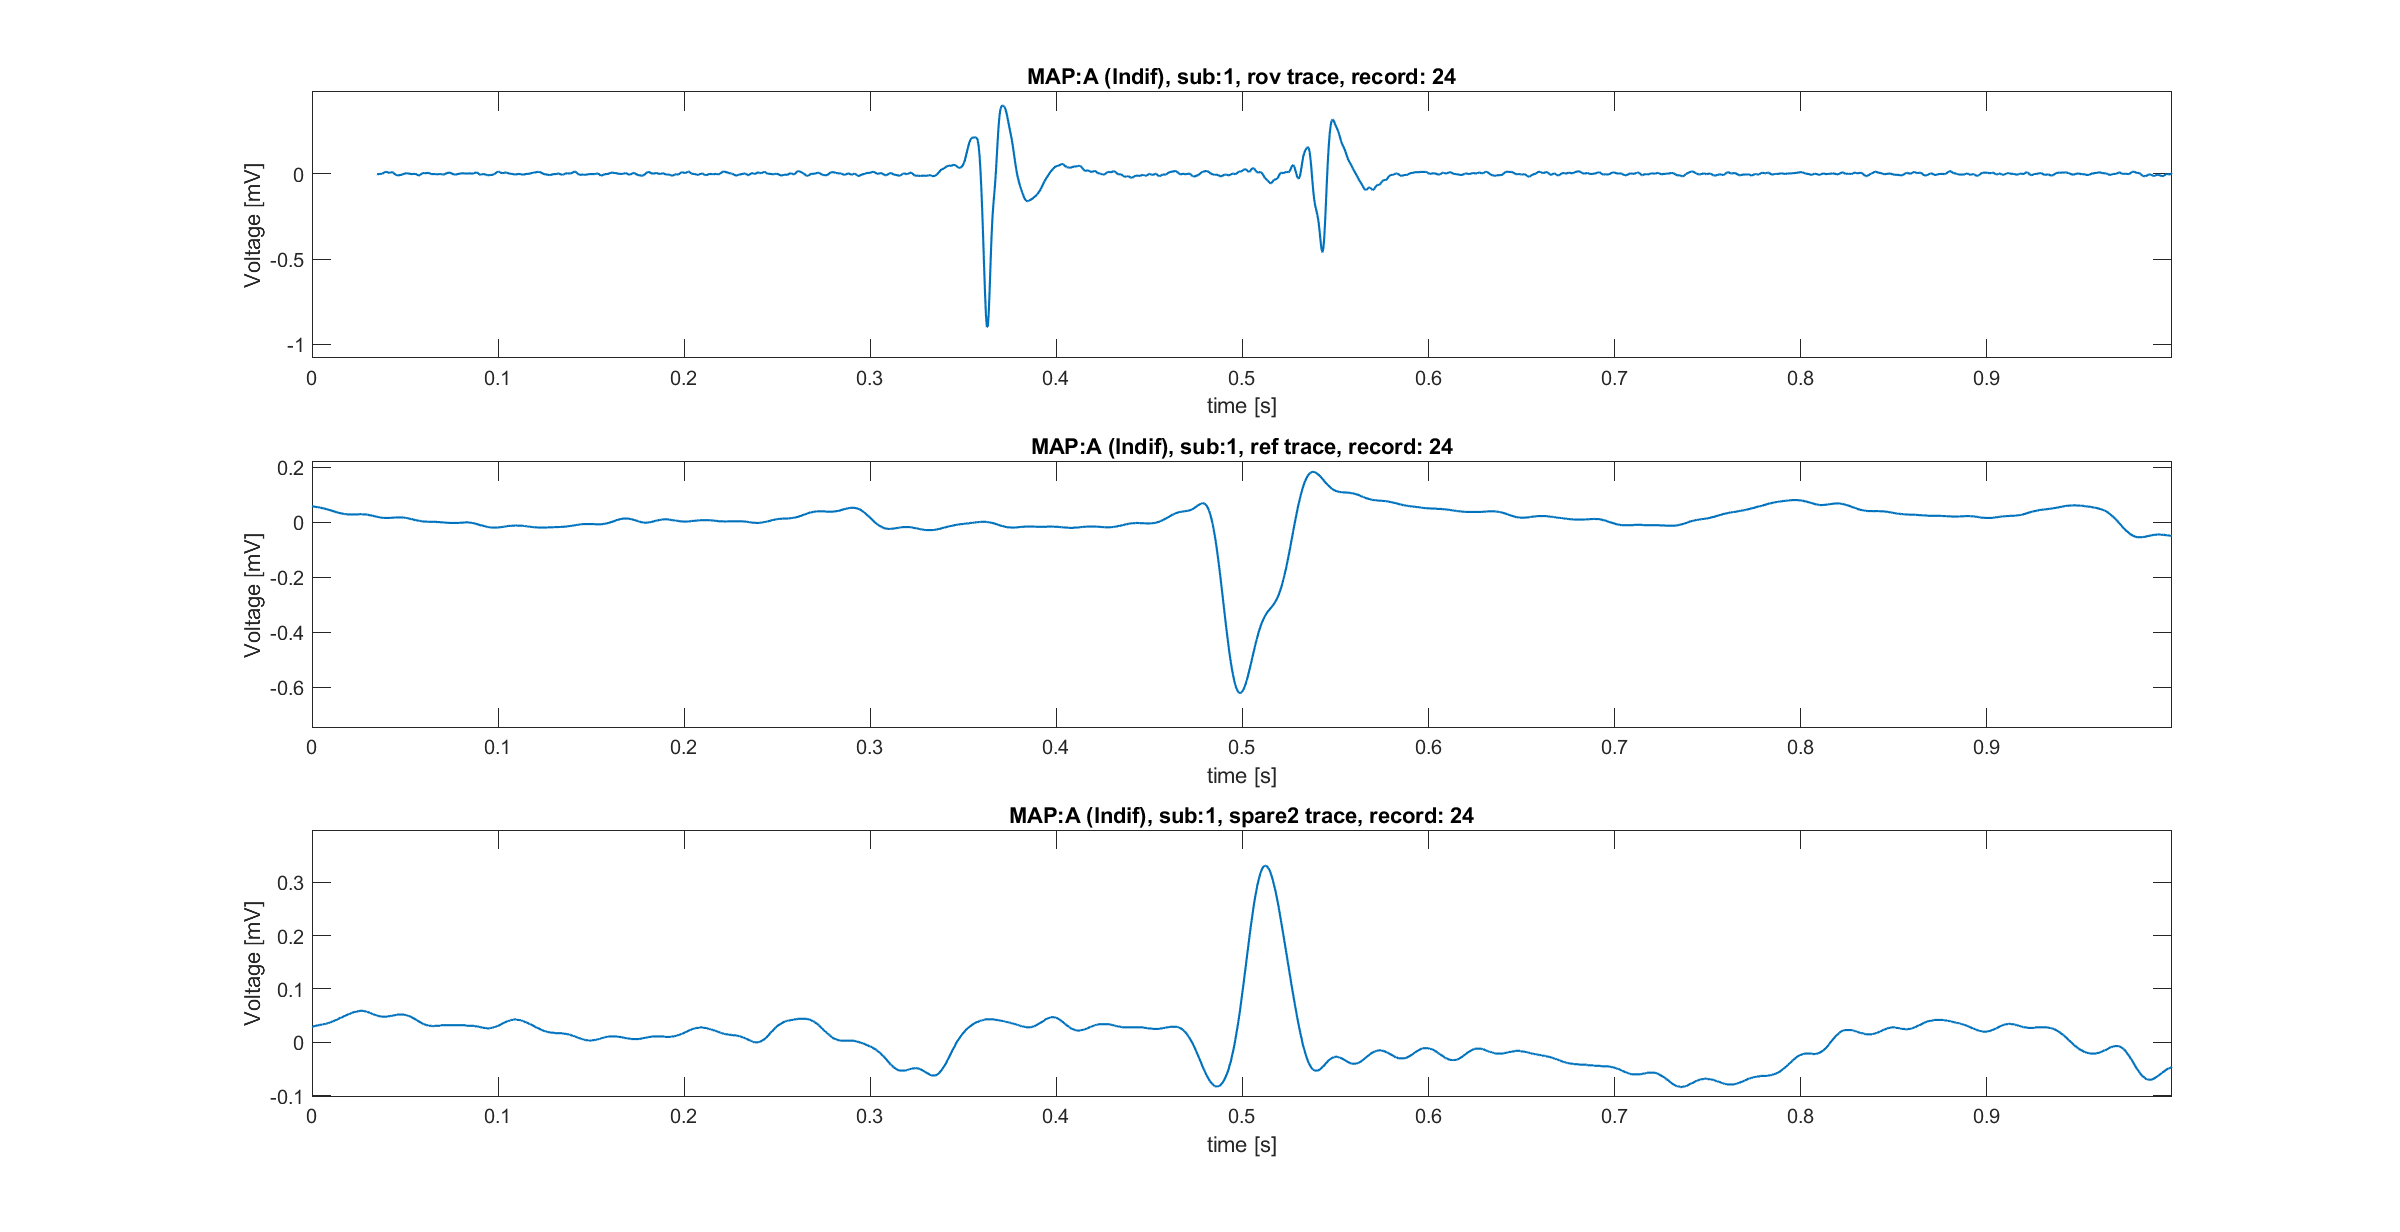 MAP:A (Indif), sub:1, rov trace, record: 24
Voltage [mV]
0
-0.5
-1
0 0.1 0.2 0.3 0.4 0.5 0.6 0.7 0.8 0.9
time [s]
MAP:A (Indif), sub:1, ref trace, record: 24
Voltage [mV]
0.2
0
-0.2
-0.4
-0.6
0 0.1 0.2 0.3 0.4 0.5 0.6 0.7 0.8 0.9
time [s]
MAP:A (Indif), sub:1, spare2 trace, record: 24
Voltage [mV]
0.3
0.2
0.1
0
-0.1
0 0.1 0.2 0.3 0.4 0.5 0.6 0.7 0.8 0.9
time [s]